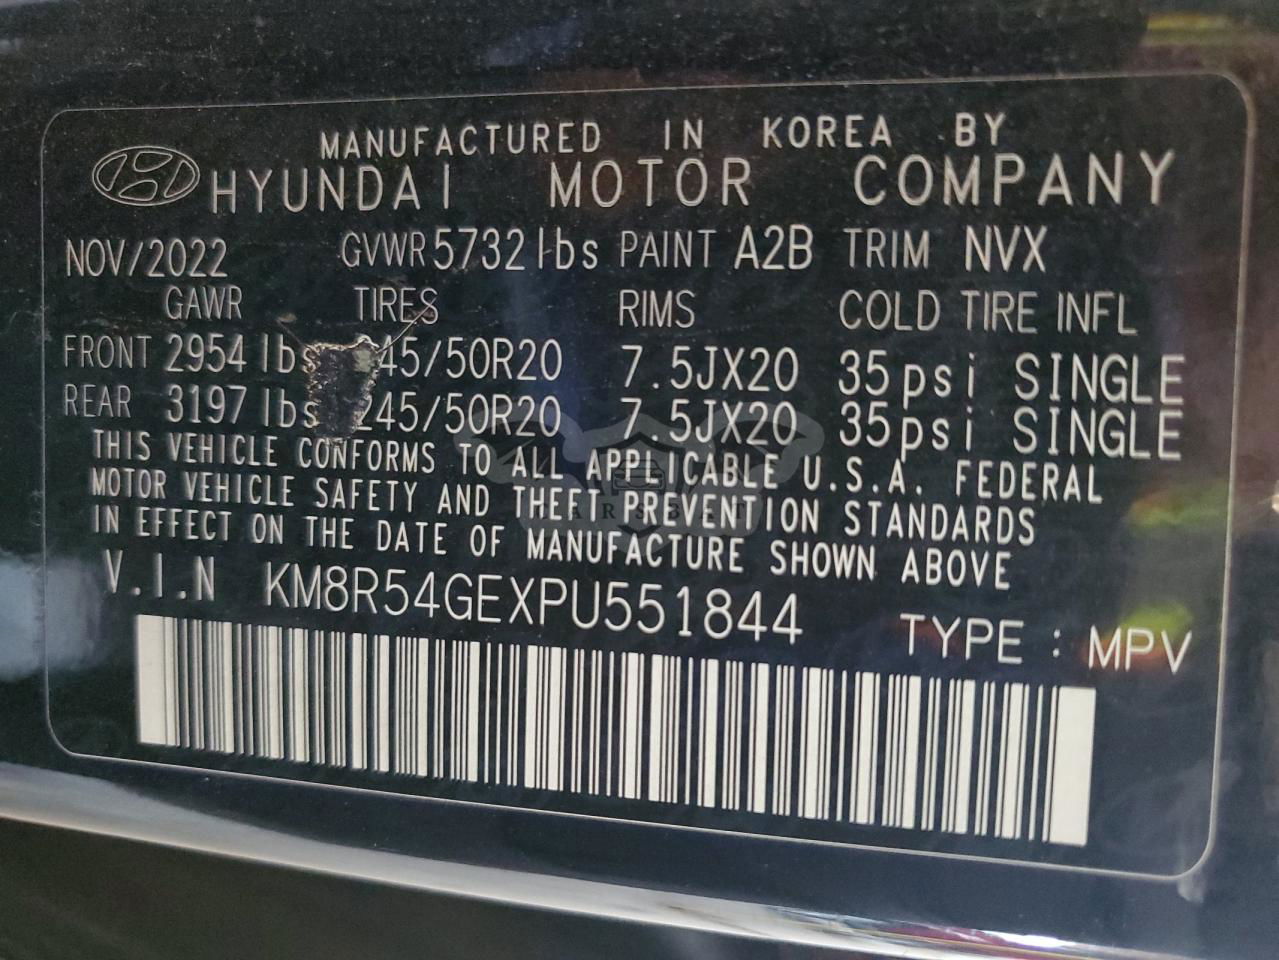 MANUFACTURED IN KOREA BY
HYUNDAI MOTOR COMPANY
NOV/2022 GVWR 5732 lbs PAINT A2B TRIM NVX
GAWR TIRES RIMS COLD TIRE INFL
FRONT 2954 lbs 245/50R20 7.5JX20 35psi SINGLE
REAR 3197 lbs 245/50R20 7.5JX20 35psi SINGLE
THIS VEHICLE CONFORMS TO ALL APPLICABLE U.S.A. FEDERAL
MOTOR VEHICLE SAFETY AND THEFT PREVENTION STANDARDS
IN EFFECT ON THE DATE OF MANUFACTURE SHOWN ABOVE
V.I.N KM8R54GEXPU551844 TYPE : MPV